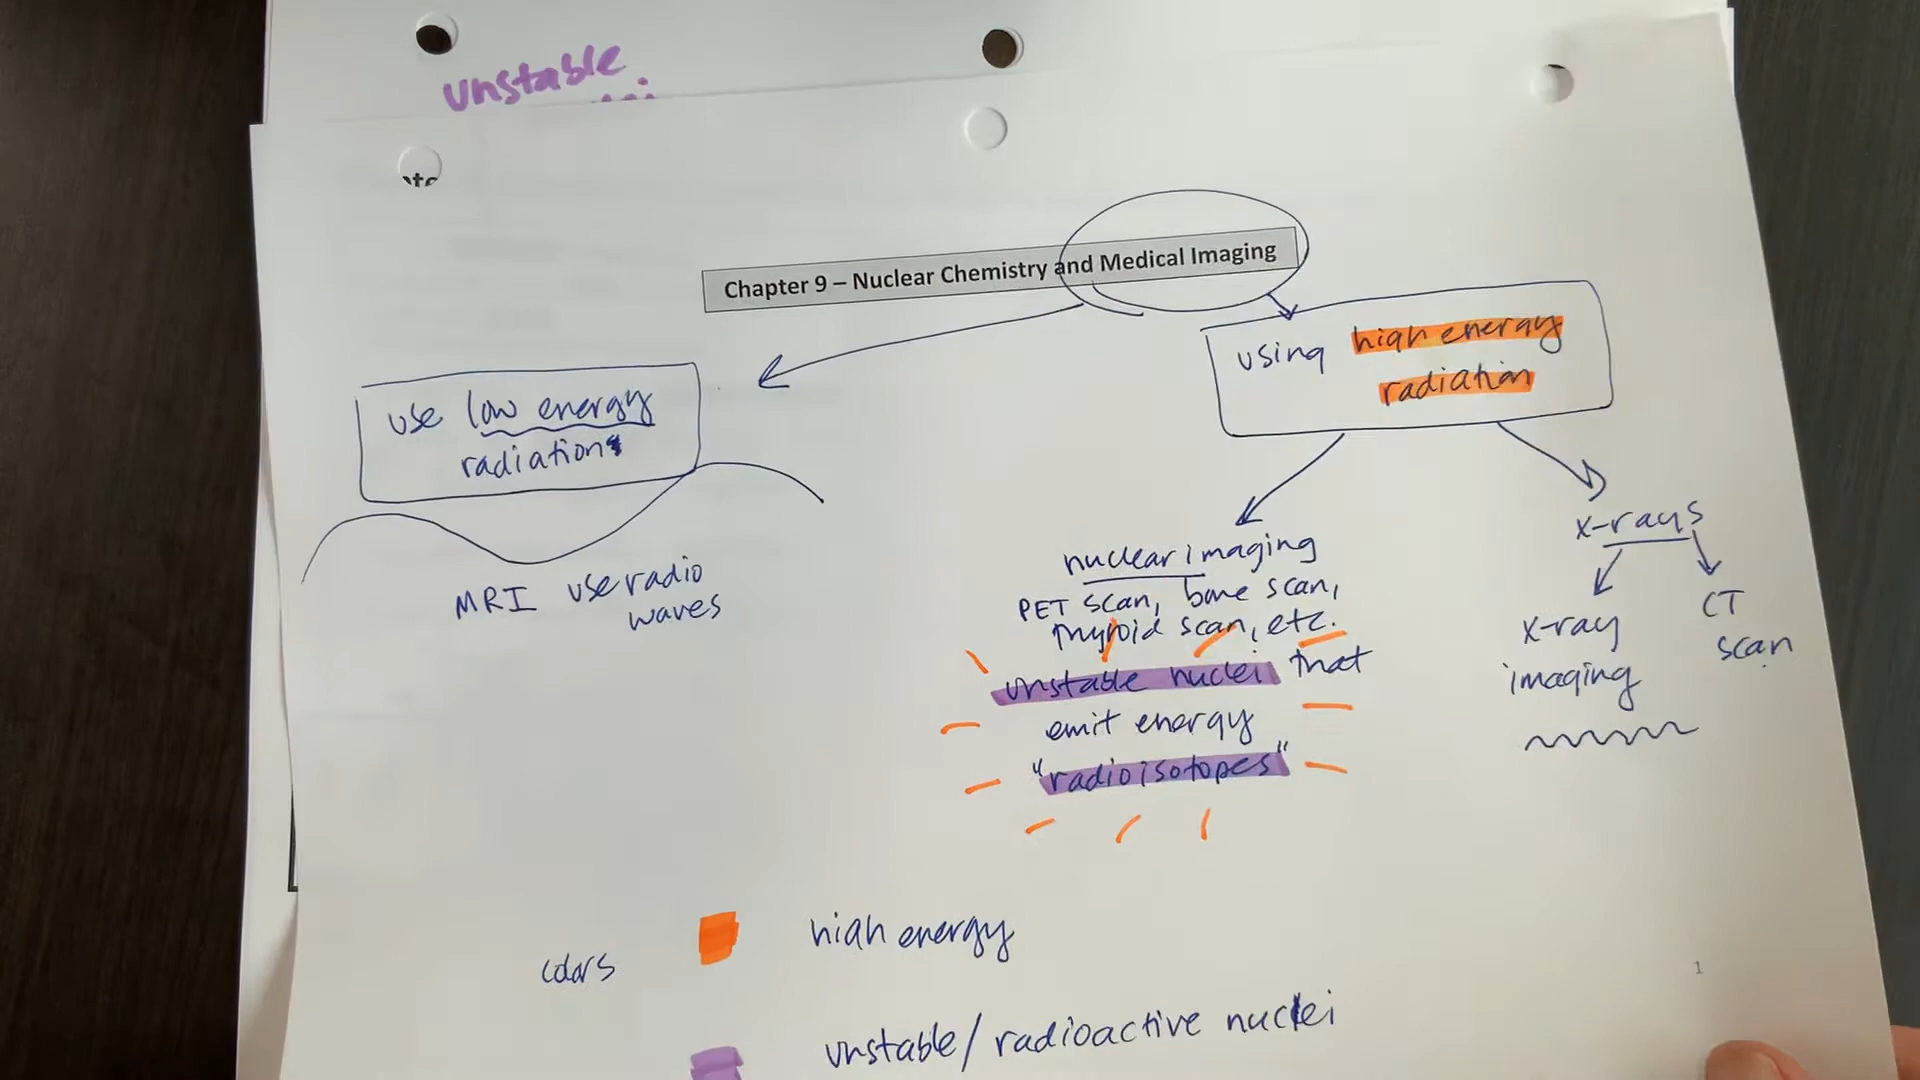 unstable
Chapter 9 – Nuclear Chemistry and Medical Imaging
use low energy
radiation
MRI use radio
waves
using high energy
radiation
nuclear imaging
PET scan, bone scan,
thyroid scan, etc.
unstable nuclei that
emit energy
"radioisotopes"
x-rays
x-ray
imaging
CT
scan
colors
high energy
unstable/radioactive nuclei
1